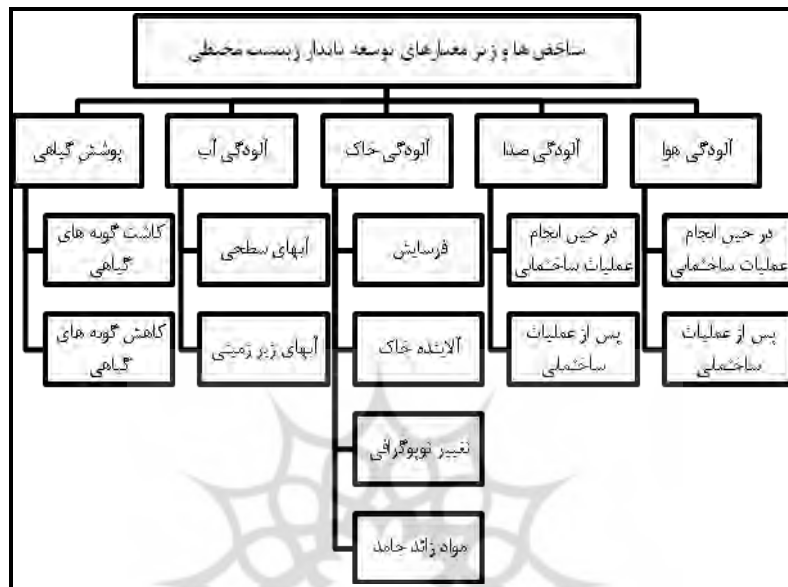 شاخص ها و زیر معیارهای توسعه پایدار زیست محیطی
آلودگی هوا
آلودگی صدا
آلودگی خاک
آلودگی آب
پوشش گیاهی
در حین انجام
عملیات ساختمانی
پس از عملیات
ساختمانی
در حین انجام
عملیات ساختمانی
پس از عملیات
ساختمانی
فرسایش
آلاینده خاک
تغییر توپوگرافی
مواد زائد جامد
آبهای سطحی
آبهای زیر زمینی
کاشت گونه های
گیاهی
کاهش گونه های
گیاهی